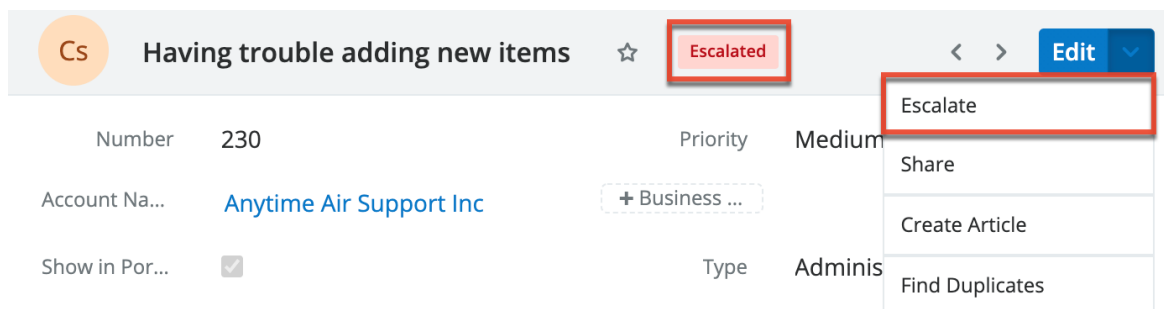 Cs Having trouble adding new items Escalated Edit
Escalate
Number 230 Priority Medium
Share
Account Na... Anytime Air Support Inc + Business ...
Create Article
Show in Por... Type Adminis
Find Duplicates